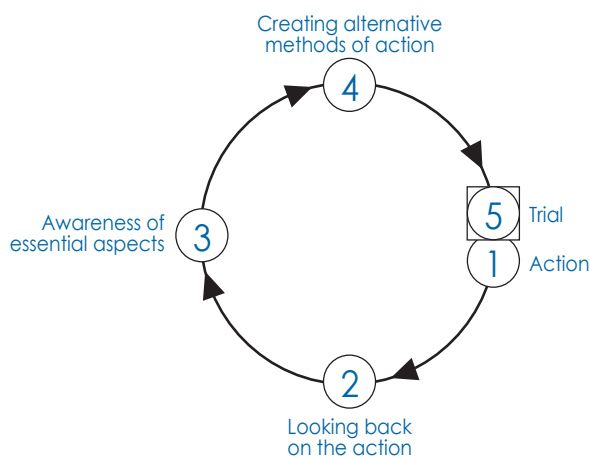 Creating alternative
methods of action
4
5
Trial
Awareness of
essential aspects
3
1
Action
2
Looking back
on the action